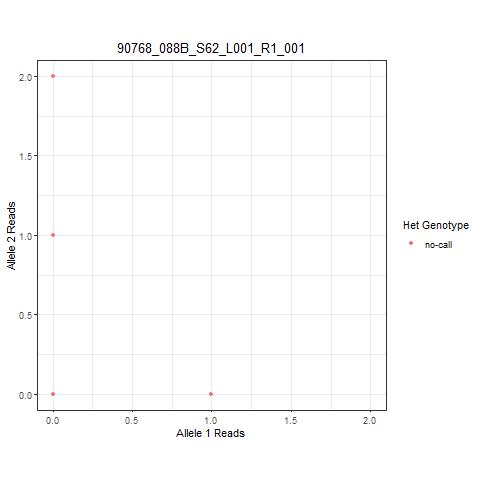 90768_088B_S62_L001_R1_001
2.0
1.5
1.0
0.5
0.0
Allele 2 Reads
0.0 0.5 1.0 1.5 2.0
Allele 1 Reads
Het Genotype
no-call